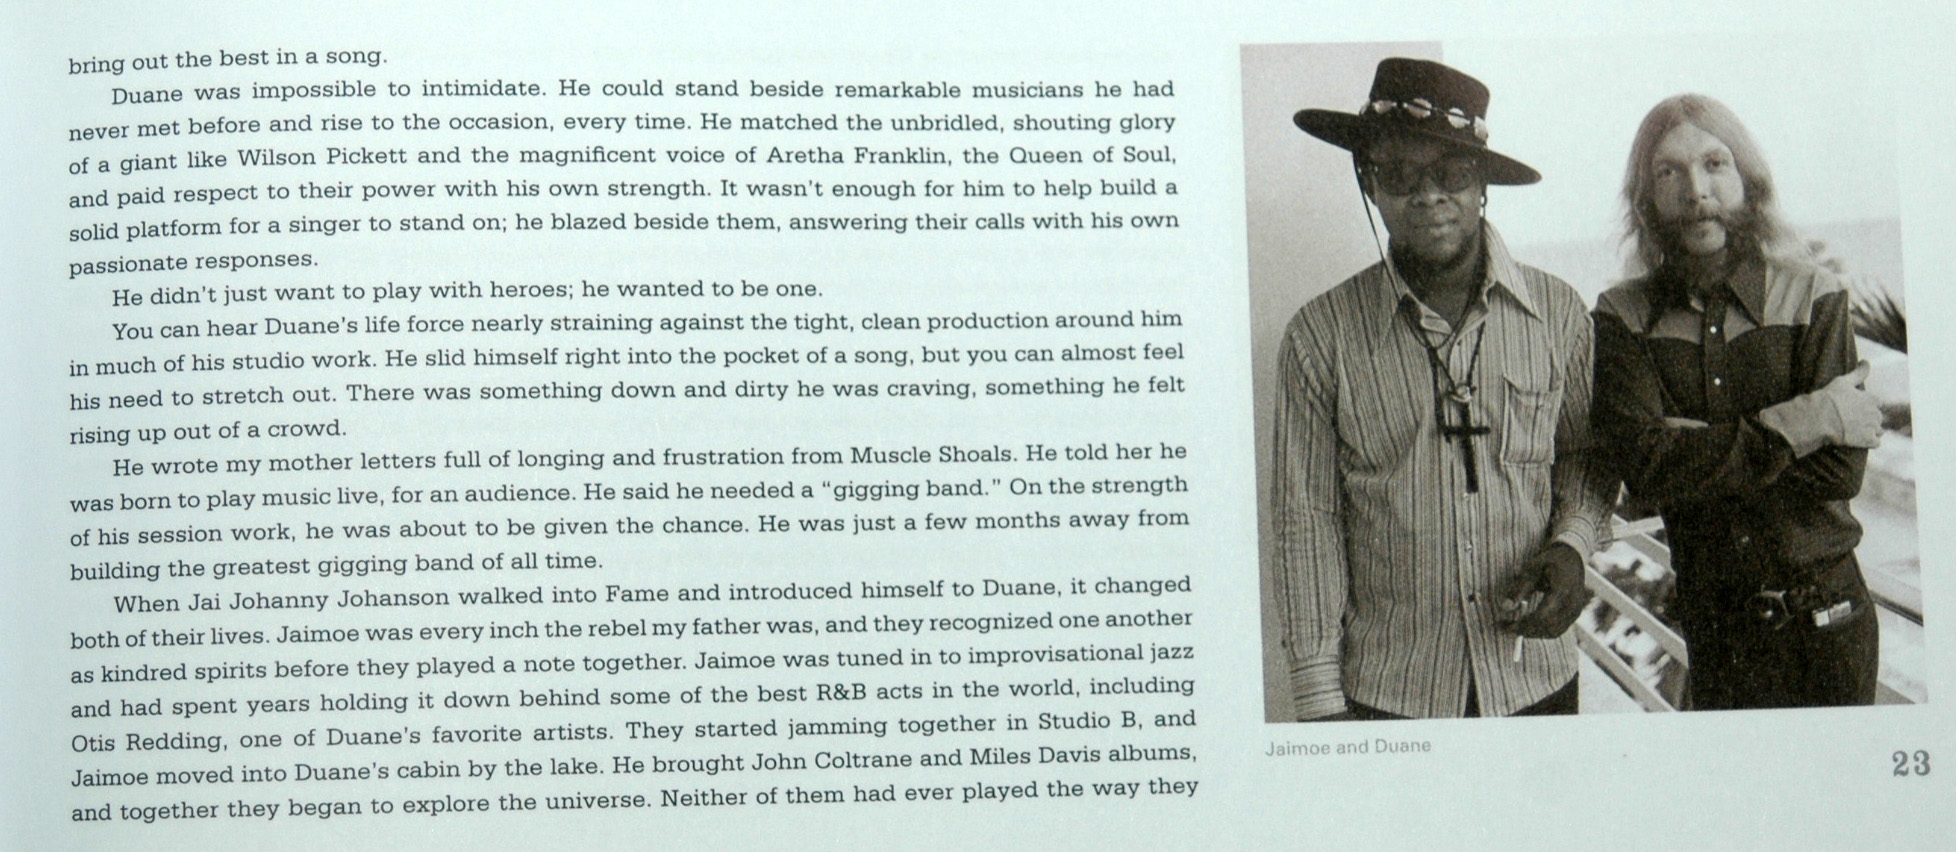 bring out the best in a song.
Duane was impossible to intimidate. He could stand beside remarkable musicians he had
never met before and rise to the occasion, every time. He matched the unbridled, shouting glory
of a giant like Wilson Pickett and the magnificent voice of Aretha Franklin, the Queen of Soul,
and paid respect to their power with his own strength. It wasn't enough for him to help build a
solid platform for a singer to stand on; he blazed beside them, answering their calls with his own
passionate responses.
He didn't just want to play with heroes; he wanted to be one.
You can hear Duane's life force nearly straining against the tight, clean production around him
in much of his studio work. He slid himself right into the pocket of a song, but you can almost feel
his need to stretch out. There was something down and dirty he was craving, something he felt
rising up out of a crowd.
He wrote my mother letters full of longing and frustration from Muscle Shoals. He told her he
was born to play music live, for an audience. He said he needed a “gigging band.” On the strength
of his session work, he was about to be given the chance. He was just a few months away from
building the greatest gigging band of all time.
When Jai Johanny Johanson walked into Fame and introduced himself to Duane, it changed
both of their lives. Jaimoe was every inch the rebel my father was, and they recognized one another
as kindred spirits before they played a note together. Jaimoe was tuned in to improvisational jazz
and had spent years holding it down behind some of the best R&B acts in the world, including
Otis Redding, one of Duane's favorite artists. They started jamming together in Studio B, and
Jaimoe moved into Duane's cabin by the lake. He brought John Coltrane and Miles Davis albums,
and together they began to explore the universe. Neither of them had ever played the way they
Jaimoe and Duane
23